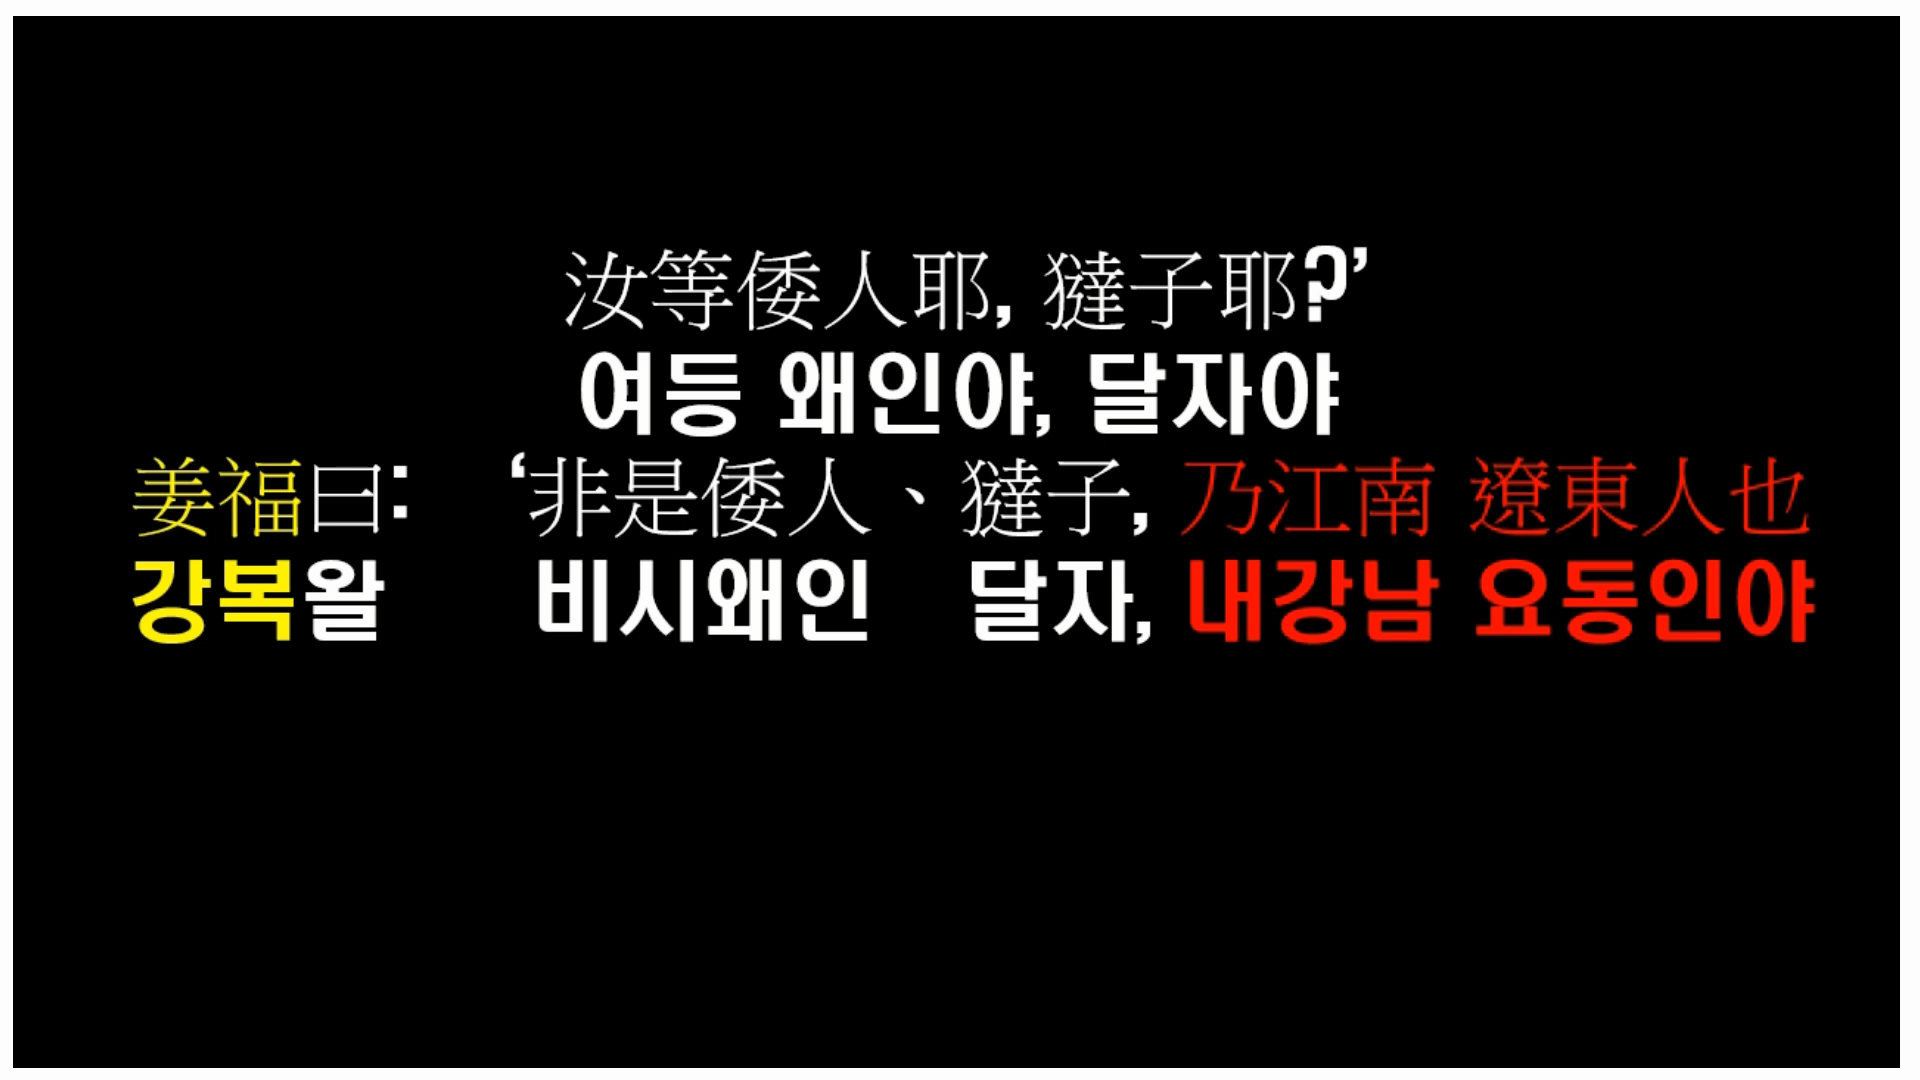 汝等倭人耶, 㺚子耶?’
여등 왜인야, 달자야
姜福曰: ‘非是倭人、㺚子, 乃江南 遼東人也
강복왈 비시왜인 달자, 내강남 요동인야